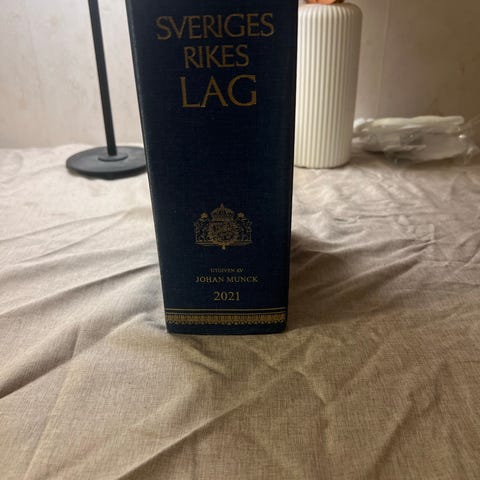 SVERIGES
RIKES
LAG
UTGIVEN AV
JOHAN MUNCK
2021